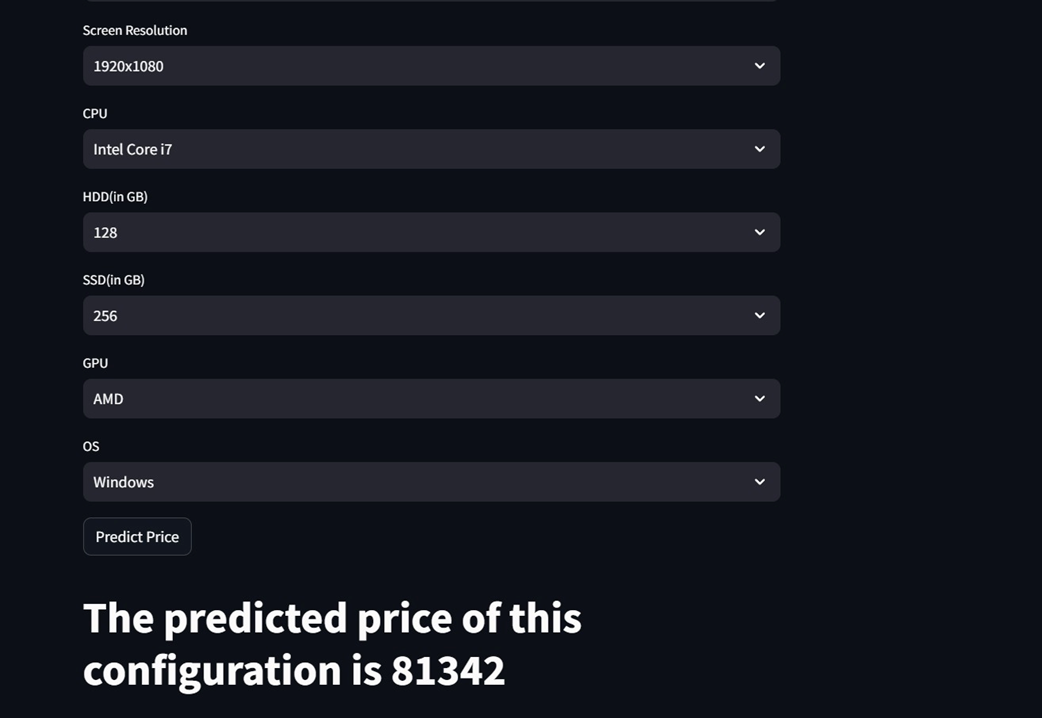 Screen Resolution
1920x1080
CPU
Intel Core i7
HDD(in GB)
128
SSD(in GB)
256
GPU
AMD
OS
Windows
Predict Price
The predicted price of this
configuration is 81342